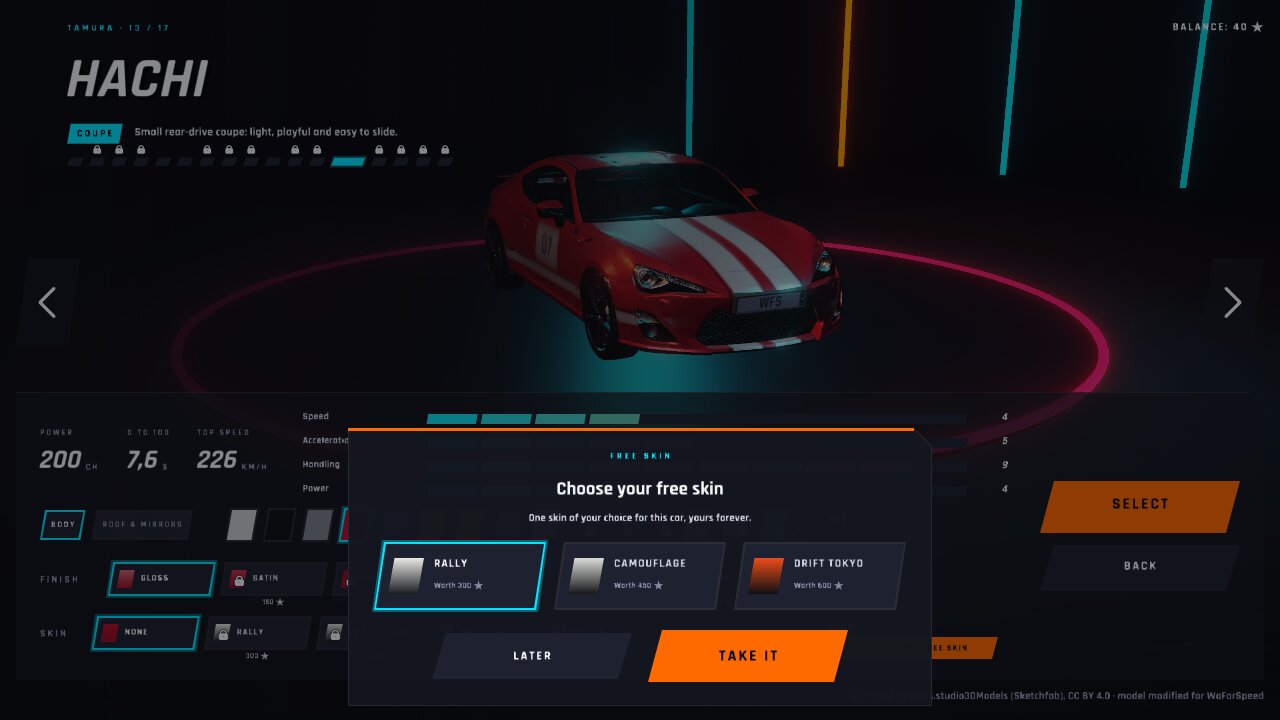 TAMURA · 13 / 17
BALANCE: 40 ★
HACHI
COUPE
Small rear-drive coupe: light, playful and easy to slide.
07
WFS
POWER
200 CH
0 TO 100
7,6 S
TOP SPEED
226 KM/H
Speed
4
5
Handling
9
Power
4
BODY
ROOF & MIRRORS
FINISH
GLOSS
SATIN
150 ★
SKIN
NONE
RALLY
300 ★
FREE SKIN
Choose your free skin
One skin of your choice for this car, yours forever.
RALLY
Worth 300 ★
CAMOUFLAGE
Worth 450 ★
DRIFT TOKYO
Worth 600 ★
LATER
TAKE IT
SELECT
BACK
SKIN
.studio3DModels (Sketchfab), CC BY 4.0 · model modified for WaForSpeed